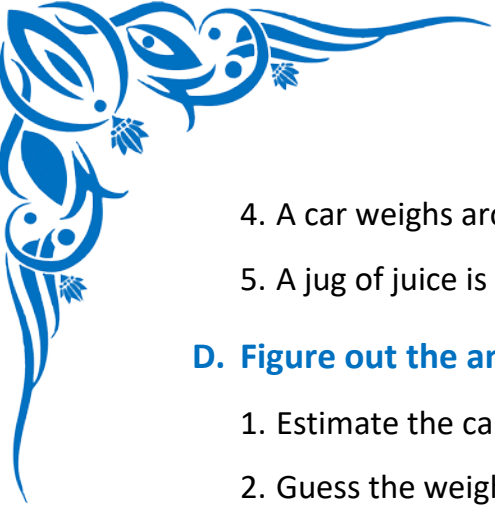 4. A car weighs
5. A jug of juice is
D. Figure out the
1. Estimate the
2. Guess the